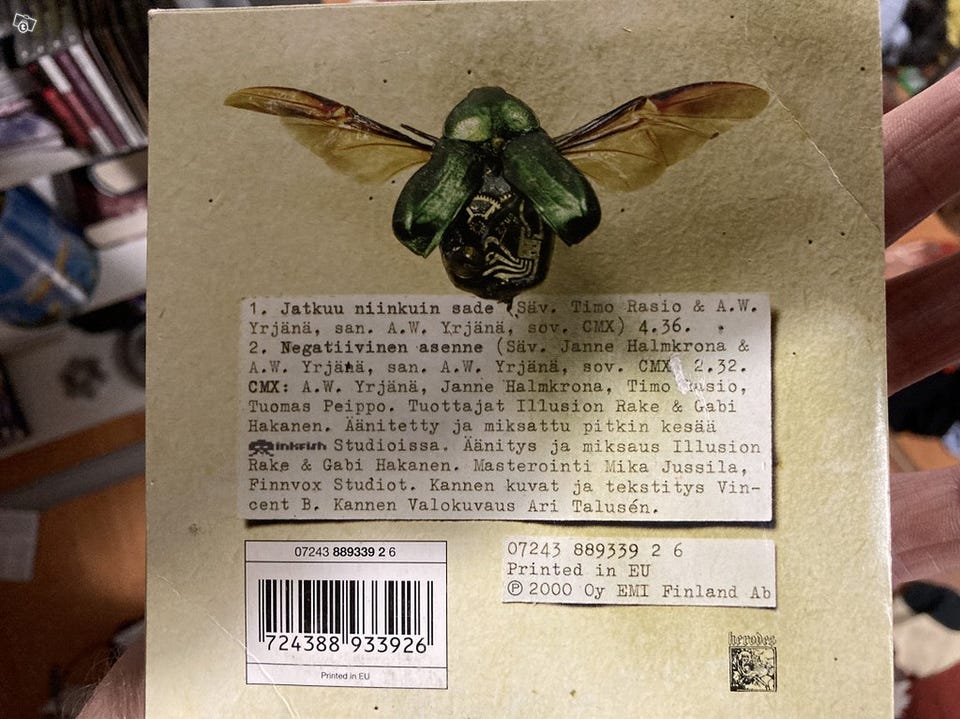 1. Jatkuu niinkuin sade (Säv. Timo Rasio & A.W.
Yrjänä, san. A.W. Yrjänä, sov. CMX) 4.36.
2. Negatiivinen asenne (Säv. Janne Halmkrona &
A.W. Yrjänä, san. A.W. Yrjänä, sov. CMX) 2.32.
CMX: A.W. Yrjänä, Janne Halmkrona, Timo Rasio,
Tuomas Peippo. Tuottajat Illusion Rake & Gabi
Hakanen. Äänitetty ja miksattu pitkin kesää
inkfish Studioissa. Äänitys ja miksaus Illusion
Rake & Gabi Hakanen. Masterointi Mika Jussila,
Finnvox Studiot. Kannen kuvat ja tekstitys Vin-
cent B. Kannen Valokuvaus Ari Talusén.
07243 889339 2 6
724388 933926
Printed in EU
07243 889339 2 6
Printed in EU
℗ 2000 Oy EMI Finland Ab
herodes